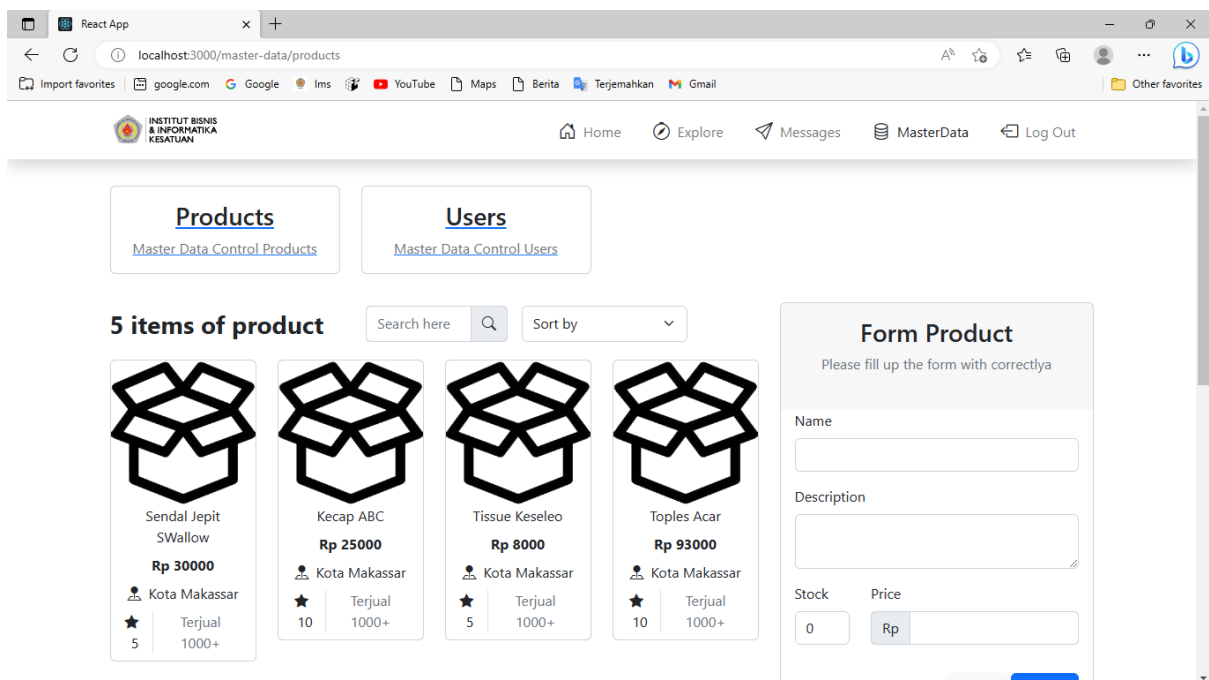 React App
localhost:3000/master-data/products
Import favorites google.com Google Ims YouTube Maps Berita Terjemahkan Gmail Other favorites
INSTITUT BISNIS
& INFORMATIKA
KESATUAN
Home Explore Messages MasterData Log Out
Products
Master Data Control Products
Users
Master Data Control Users
5 items of product
Search here
Sort by
Sendal Jepit
SWallow
Rp 30000
Kota Makassar
5
Terjual
1000+
Kecap ABC
Rp 25000
Kota Makassar
10
Terjual
1000+
Tissue Keseleo
Rp 8000
Kota Makassar
5
Terjual
1000+
Toples Acar
Rp 93000
Kota Makassar
10
Terjual
1000+
Form Product
Please fill up the form with correctlya
Name
Description
Stock Price
0 Rp